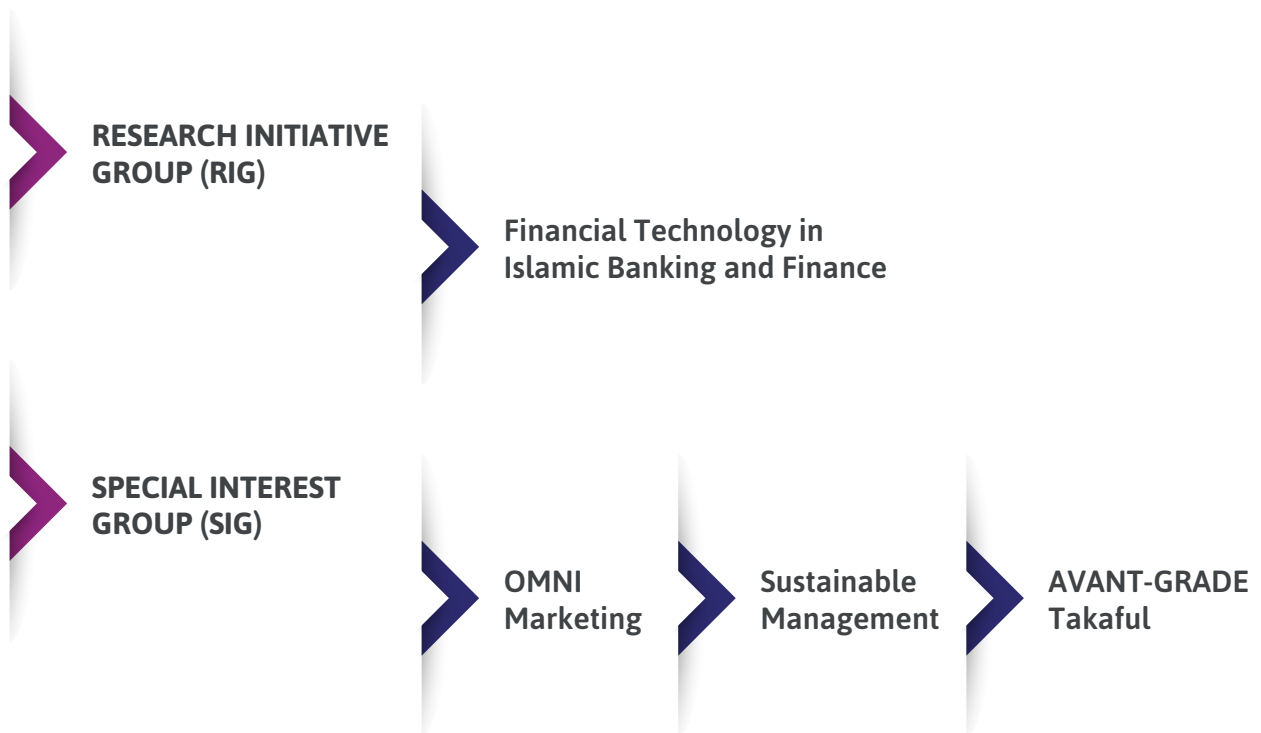 RESEARCH INITIATIVE
GROUP (RIG)
Financial Technology in
Islamic Banking and Finance
SPECIAL INTEREST
GROUP (SIG)
OMNI
Marketing
Sustainable
Management
AVANT-GRADE
Takaful